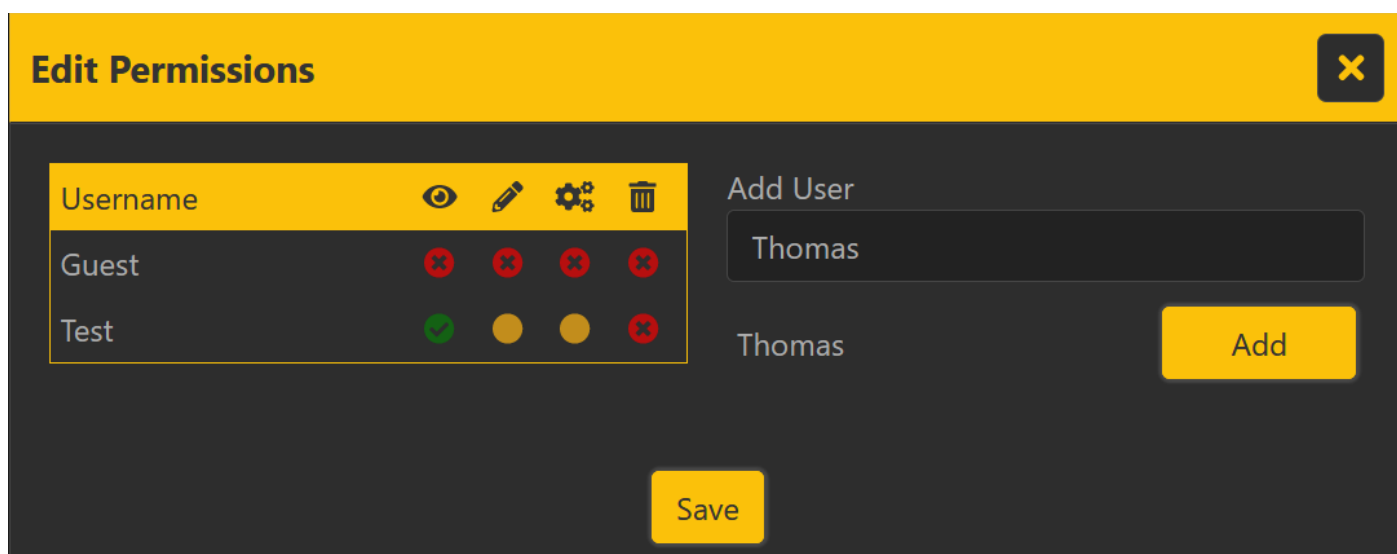 Edit Permissions
Username
Guest
Test
Add User
Thomas
Thomas
Add
Save